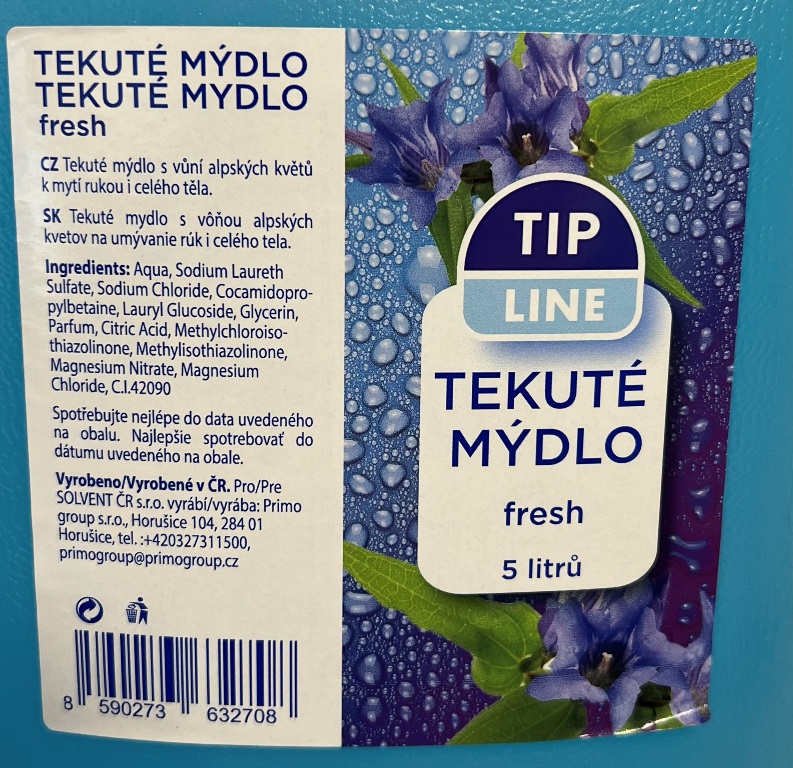 TEKUTÉ MÝDLO
TEKUTÉ MYDLO
fresh
CZ Tekuté mýdlo s vůní alpských květů
k mytí rukou i celého těla.
SK Tekuté mydlo s vôňou alpských
kvetov na umývanie rúk i celého tela.
Ingredients: Aqua, Sodium Laureth
Sulfate, Sodium Chloride, Cocamidopro-
pylbetaine, Lauryl Glucoside, Glycerin,
Parfum, Citric Acid, Methylchloroiso-
thiazolinone, Methylisothiazolinone,
Magnesium Nitrate, Magnesium
Chloride, C.I.42090
Spotřebujte nejlépe do data uvedeného
na obalu. Najlepšie spotrebovať do
dátumu uvedeného na obale.
Vyrobeno/Vyrobené v ČR. Pro/Pre
SOLVENT ČR s.r.o. vyrábí/vyrába: Primo
group s.r.o., Horušice 104, 284 01
Horušice, tel. :+420327311500,
primogroup@primogroup.cz
8 590273 632708
TIP
LINE
TEKUTÉ
MÝDLO
fresh
5 litrů